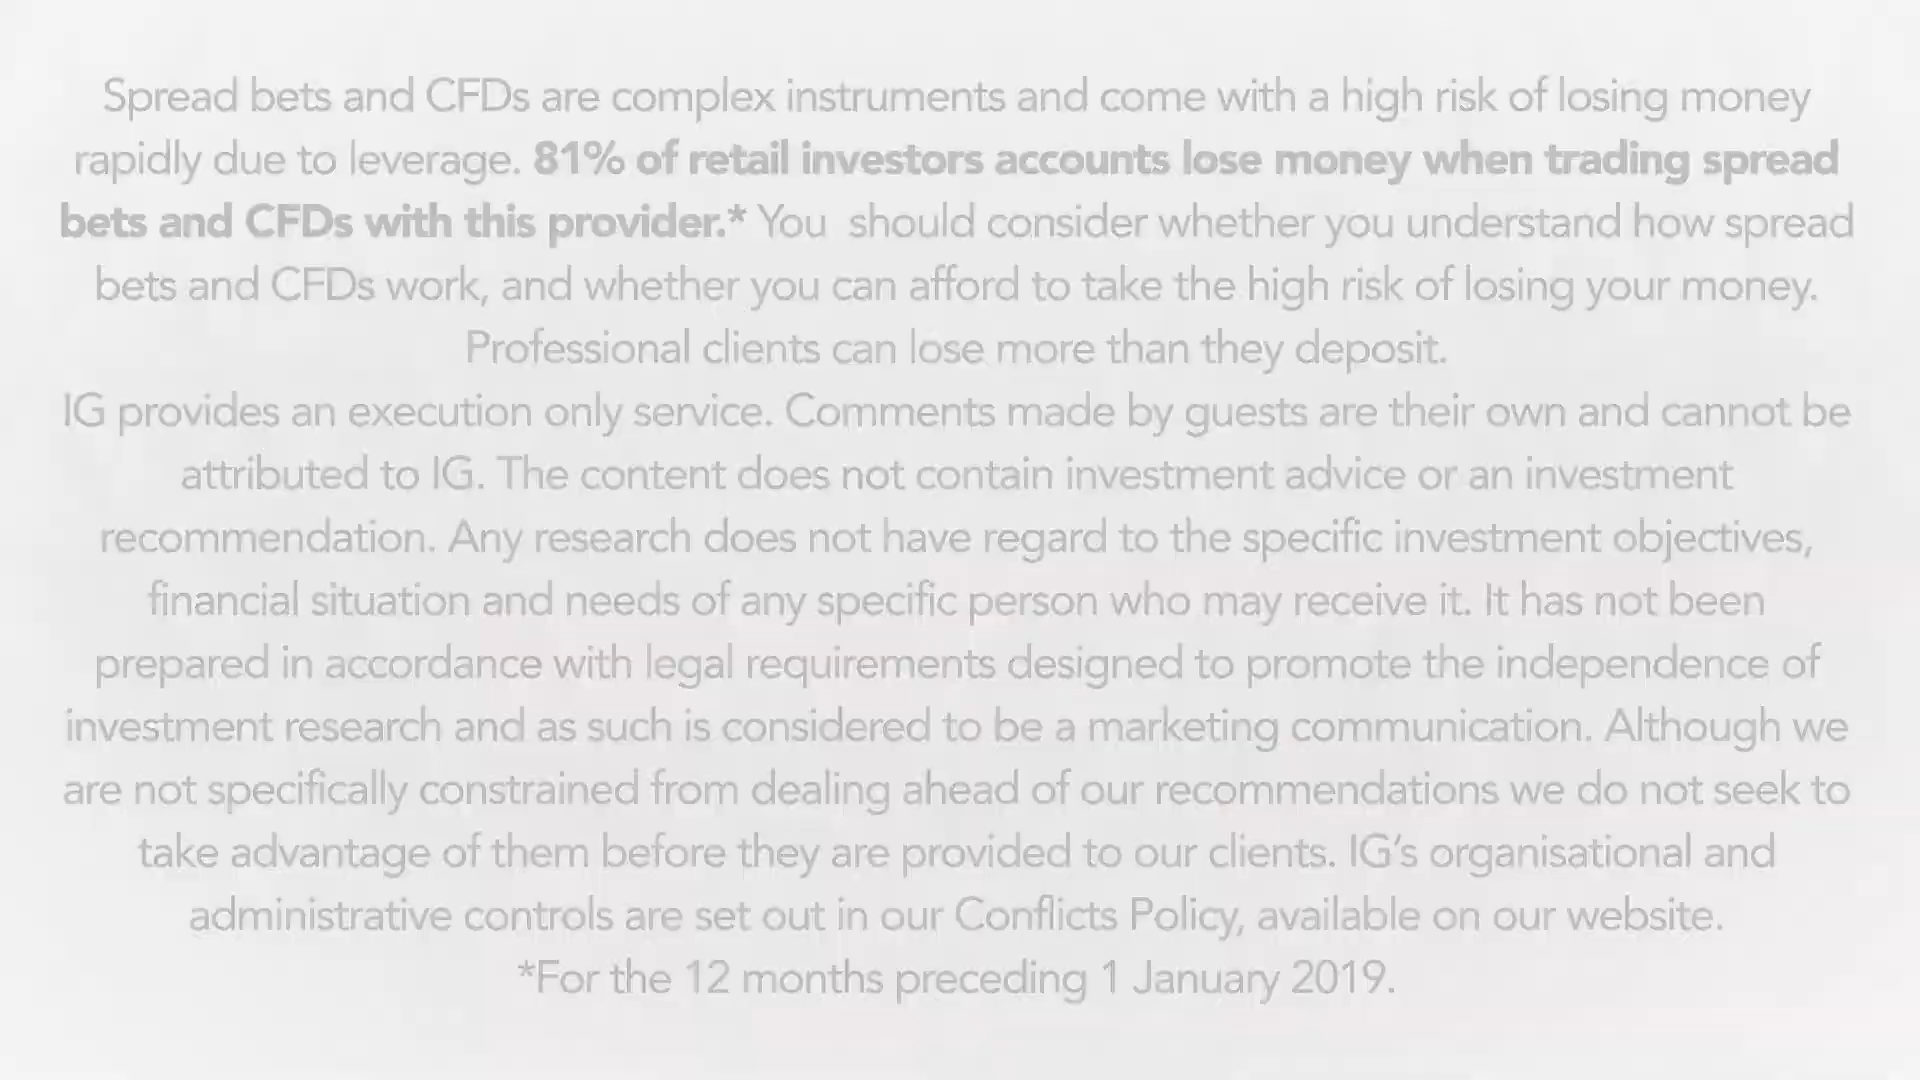 Spread bets and CFDs are complex instruments and come with a high risk of losing money
rapidly due to leverage. 81% of retail investors accounts lose money when trading spread
bets and CFDs with this provider.* You  should consider whether you understand how spread
bets and CFDs work, and whether you can afford to take the high risk of losing your money.
Professional clients can lose more than they deposit.
IG provides an execution only service. Comments made by guests are their own and cannot be
attributed to IG. The content does not contain investment advice or an investment
recommendation. Any research does not have regard to the specific investment objectives,
financial situation and needs of any specific person who may receive it. It has not been
prepared in accordance with legal requirements designed to promote the independence of
investment research and as such is considered to be a marketing communication. Although we
are not specifically constrained from dealing ahead of our recommendations we do not seek to
take advantage of them before they are provided to our clients. IG’s organisational and
administrative controls are set out in our Conflicts Policy, available on our website.
*For the 12 months preceding 1 January 2019.